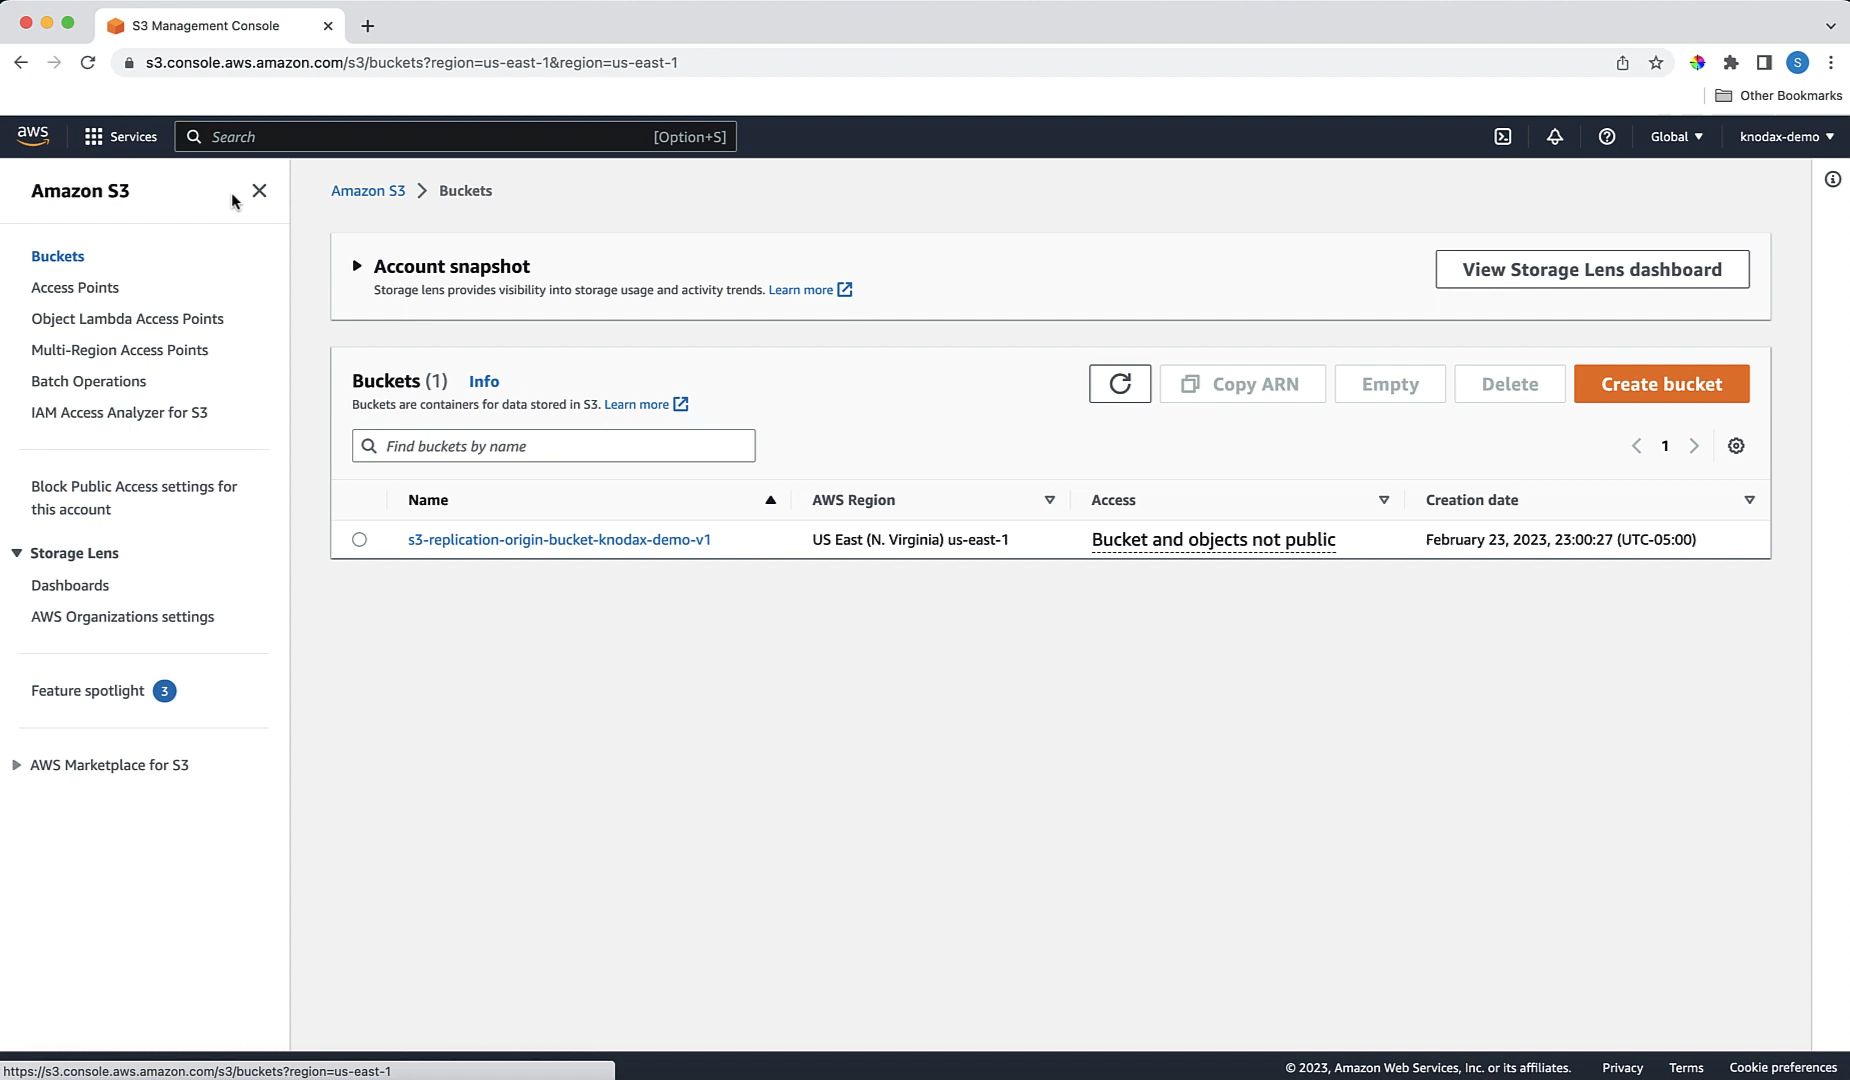 S3 Management Console
s3.console.aws.amazon.com/s3/buckets?region=us-east-1&region=us-east-1
S
Other Bookmarks
aws
Services
Search
[Option+S]
Global
knodax-demo
Amazon S3
Buckets
Access Points
Object Lambda Access Points
Multi-Region Access Points
Batch Operations
IAM Access Analyzer for S3
Block Public Access settings for
this account
Storage Lens
Dashboards
AWS Organizations settings
Feature spotlight 3
AWS Marketplace for S3
Amazon S3 > Buckets
Account snapshot
Storage lens provides visibility into storage usage and activity trends. Learn more
View Storage Lens dashboard
Buckets (1) Info
Buckets are containers for data stored in S3. Learn more
Copy ARN
Empty
Delete
Create bucket
Find buckets by name
1
Name AWS Region Access Creation date
s3-replication-origin-bucket-knodax-demo-v1 US East (N. Virginia) us-east-1 Bucket and objects not public February 23, 2023, 23:00:27 (UTC-05:00)
https://s3.console.aws.amazon.com/s3/buckets?region=us-east-1
© 2023, Amazon Web Services, Inc. or its affiliates. Privacy Terms Cookie preferences